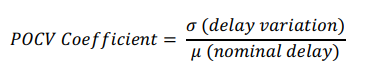 POCV Coefficient = σ (delay variation) / μ (nominal delay)